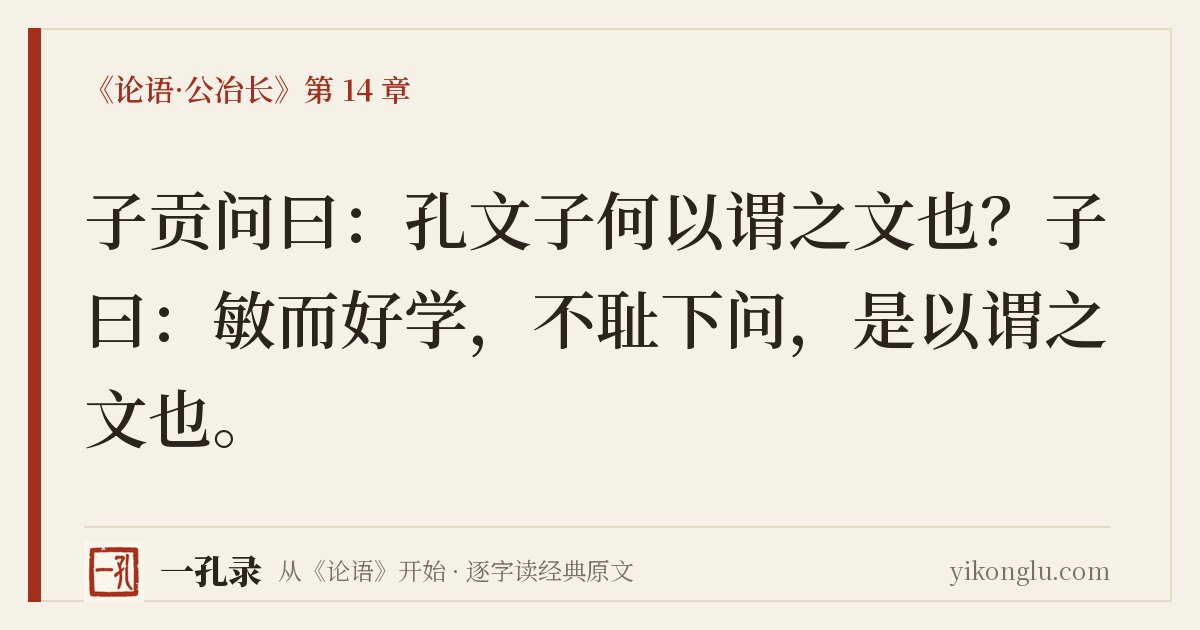 《论语·公冶长》第 14 章
子贡问曰：孔文子何以谓之文也？子
曰：敏而好学，不耻下问，是以谓之
文也。
一孔
一孔录 从《论语》开始 · 逐字读经典原文 yikonglu.com